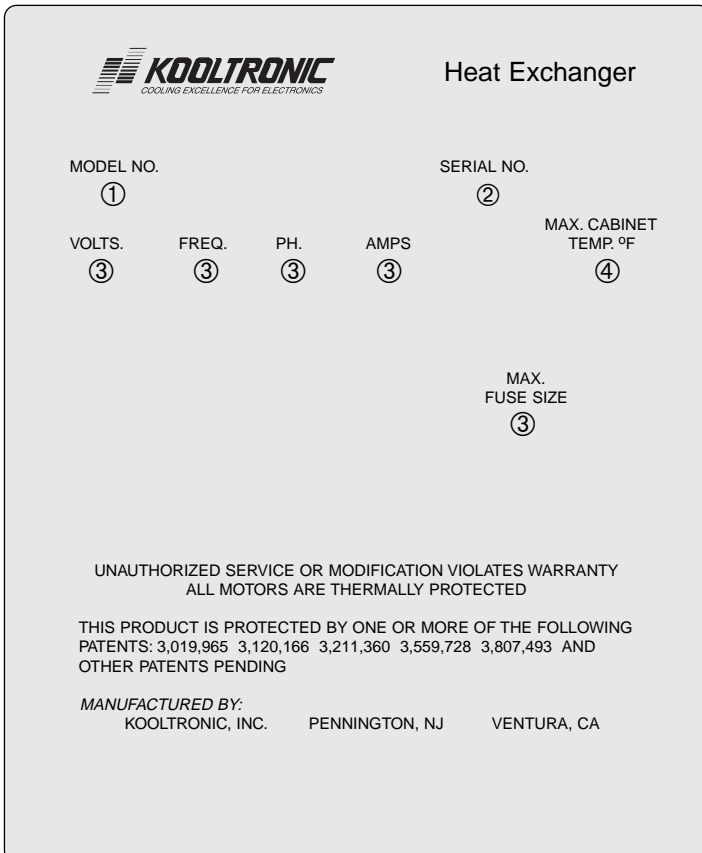 KOOLTRONIC
COOLING EXCELLENCE FOR ELECTRONICS
Heat Exchanger
MODEL NO. SERIAL NO.
① ②
VOLTS. FREQ. PH. AMPS MAX. CABINET
TEMP. ºF
③ ③ ③ ③ ④
MAX.
FUSE SIZE
③
UNAUTHORIZED SERVICE OR MODIFICATION VIOLATES WARRANTY
ALL MOTORS ARE THERMALLY PROTECTED
THIS PRODUCT IS PROTECTED BY ONE OR MORE OF THE FOLLOWING
PATENTS: 3,019,965 3,120,166 3,211,360 3,559,728 3,807,493 AND
OTHER PATENTS PENDING
MANUFACTURED BY:
KOOLTRONIC, INC. PENNINGTON, NJ VENTURA, CA